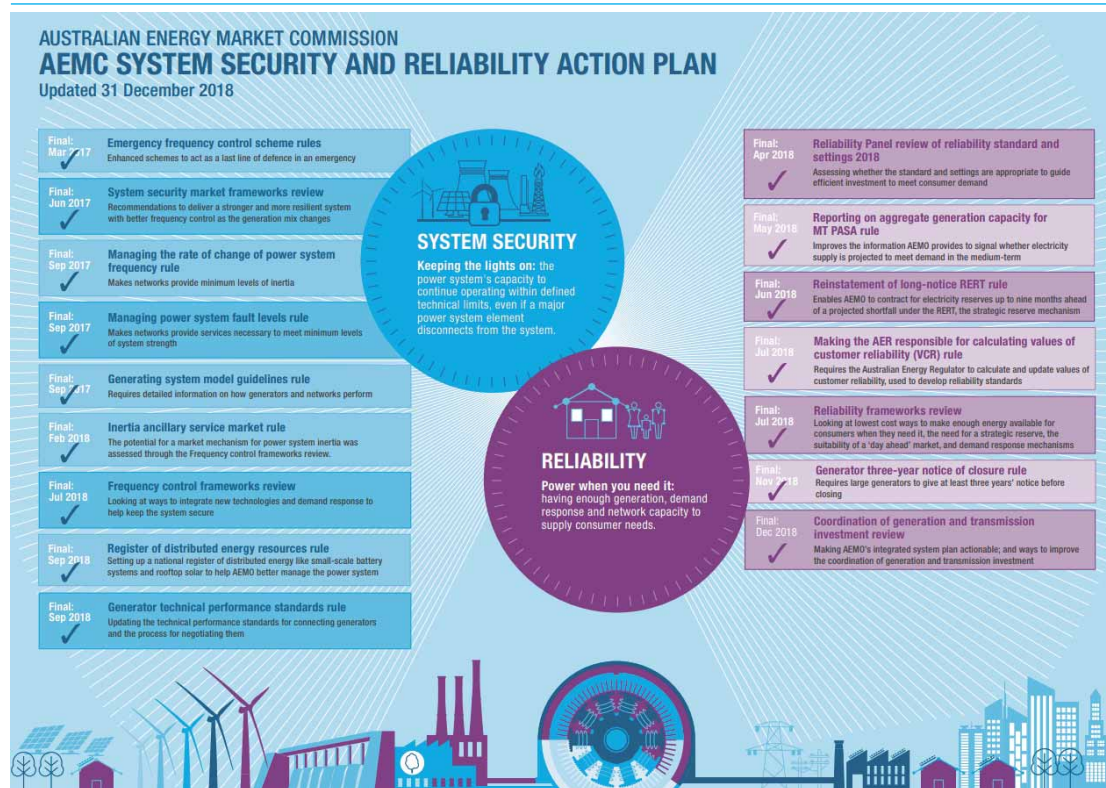 AUSTRALIAN ENERGY MARKET COMMISSION
AEMC SYSTEM SECURITY AND RELIABILITY ACTION PLAN
Updated 31 December 2018
Final:
Mar 2017
Emergency frequency control scheme rules
Enhanced schemes to act as a last line of defence in an emergency
Final:
Jun 2017
System security market frameworks review
Recommendations to deliver a stronger and more resilient system
with better frequency control as the generation mix changes
Final:
Sep 2017
Managing the rate of change of power system
frequency rule
Makes networks provide minimum levels of inertia
Final:
Sep 2017
Managing power system fault levels rule
Makes networks provide services necessary to meet minimum levels
of system strength
Final:
Sep 2017
Generating system model guidelines rule
Requires detailed information on how generators and networks perform
Final:
Feb 2018
Inertia ancillary service market rule
The potential for a market mechanism for power system inertia was
assessed through the Frequency control frameworks review.
Final:
Jul 2018
Frequency control frameworks review
Looking at ways to integrate new technologies and demand response to
help keep the system secure
Final:
Sep 2018
Register of distributed energy resources rule
Setting up a national register of distributed energy like small-scale battery
systems and rooftop solar to help AEMO better manage the power system
Final:
Sep 2018
Generator technical performance standards rule
Updating the technical performance standards for connecting generators
and the process for negotiating them
SYSTEM SECURITY
Keeping the lights on: the
power system's capacity to
continue operating within defined
technical limits, even if a major
power system element
disconnects from the system.
RELIABILITY
Power when you need it:
having enough generation, demand
response and network capacity to
supply consumer needs.
Final:
Apr 2018
Reliability Panel review of reliability standard and
settings 2018
Assessing whether the standard and settings are appropriate to guide
efficient investment to meet consumer demand
Final:
May 2018
Reporting on aggregate generation capacity for
MT PASA rule
Improves the information AEMO provides to signal whether electricity
supply is projected to meet demand in the medium-term
Final:
Jun 2018
Reinstatement of long-notice RERT rule
Enables AEMO to contract for electricity reserves up to nine months ahead
of a projected shortfall under the RERT, the strategic reserve mechanism
Final:
Jul 2018
Making the AER responsible for calculating values of
customer reliability (VCR) rule
Requires the Australian Energy Regulator to calculate and update values of
customer reliability, used to develop reliability standards
Final:
Jul 2018
Reliability frameworks review
Looking at lowest cost ways to make enough energy available for
consumers when they need it, the need for a strategic reserve, the
suitability of a 'day ahead' market, and demand response mechanisms
Final:
Nov 2018
Generator three-year notice of closure rule
Requires large generators to give at least three years' notice before
closing
Final:
Dec 2018
Coordination of generation and transmission
investment review
Making AEMO's integrated system plan actionable; and ways to improve
the coordination of generation and transmission investment